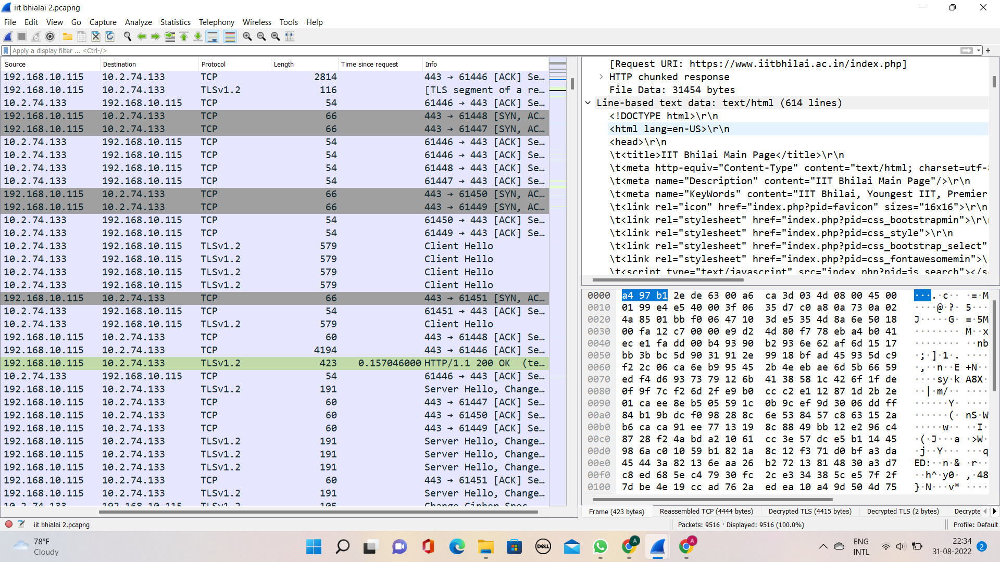 iit bhialai 2.pcapng
File Edit View Go Capture Analyze Statistics Telephony Wireless Tools Help
Apply a display filter ... <Ctrl-/>
Source Destination Protocol Length Time since request Info
192.168.10.115 10.2.74.133 TCP 2814 443 → 61446 [ACK] Se…
192.168.10.115 10.2.74.133 TLSv1.2 116 [TLS segment of a re…
10.2.74.133 192.168.10.115 TCP 54 61446 → 443 [ACK] Se…
192.168.10.115 10.2.74.133 TCP 66 443 → 61448 [SYN, AC…
192.168.10.115 10.2.74.133 TCP 66 443 → 61447 [SYN, AC…
10.2.74.133 192.168.10.115 TCP 54 61446 → 443 [ACK] Se…
10.2.74.133 192.168.10.115 TCP 54 61446 → 443 [ACK] Se…
10.2.74.133 192.168.10.115 TCP 54 61448 → 443 [ACK] Se…
10.2.74.133 192.168.10.115 TCP 54 61447 → 443 [ACK] Se…
192.168.10.115 10.2.74.133 TCP 66 443 → 61450 [SYN, AC…
192.168.10.115 10.2.74.133 TCP 66 443 → 61449 [SYN, AC…
10.2.74.133 192.168.10.115 TCP 54 61450 → 443 [ACK] Se…
10.2.74.133 192.168.10.115 TCP 54 61449 → 443 [ACK] Se…
10.2.74.133 192.168.10.115 TLSv1.2 579 Client Hello
10.2.74.133 192.168.10.115 TLSv1.2 579 Client Hello
10.2.74.133 192.168.10.115 TLSv1.2 579 Client Hello
10.2.74.133 192.168.10.115 TLSv1.2 579 Client Hello
192.168.10.115 10.2.74.133 TCP 66 443 → 61451 [SYN, AC…
10.2.74.133 192.168.10.115 TCP 54 61451 → 443 [ACK] Se…
10.2.74.133 192.168.10.115 TLSv1.2 579 Client Hello
192.168.10.115 10.2.74.133 TCP 60 443 → 61448 [ACK] Se…
192.168.10.115 10.2.74.133 TCP 4194 443 → 61446 [ACK] Se…
192.168.10.115 10.2.74.133 TLSv1.2 423 0.157046000 HTTP/1.1 200 OK (te…
10.2.74.133 192.168.10.115 TCP 54 61446 → 443 [ACK] Se…
192.168.10.115 10.2.74.133 TLSv1.2 191 Server Hello, Change…
192.168.10.115 10.2.74.133 TCP 60 443 → 61447 [ACK] Se…
192.168.10.115 10.2.74.133 TCP 60 443 → 61450 [ACK] Se…
192.168.10.115 10.2.74.133 TCP 60 443 → 61449 [ACK] Se…
192.168.10.115 10.2.74.133 TLSv1.2 191 Server Hello, Change…
192.168.10.115 10.2.74.133 TLSv1.2 191 Server Hello, Change…
192.168.10.115 10.2.74.133 TLSv1.2 191 Server Hello, Change…
192.168.10.115 10.2.74.133 TCP 60 443 → 61451 [ACK] Se…
192.168.10.115 10.2.74.133 TLSv1.2 191 Server Hello, Change…
10.2.74.133 192.168.10.115 TLSv1.2 105 Change Cipher Spec
[Request URI: https://www.iitbhilai.ac.in/index.php]
HTTP chunked response
File Data: 31454 bytes
Line-based text data: text/html (614 lines)
<!DOCTYPE html>\r\n
<html lang=en-US>\r\n
<head>\r\n
\t<title>IIT Bhilai Main Page</title>\r\n
\t<meta http-equiv="Content-Type" content="text/html; charset=utf-8
\t<meta name="Description" content="IIT Bhilai Main Page"/>\r\n
\t<meta name="KeyWords" content="IIT Bhilai, Youngest IIT, Premier
\t<link rel="icon" href="index.php?pid=favicon" sizes="16x16">\r\n
\t<link rel="stylesheet" href="index.php?pid=css_bootstrapmin">\r\n
\t<link rel="stylesheet" href="index.php?pid=css_style">\r\n
\t<link rel="stylesheet" href="index.php?pid=css_bootstrap_select"
\t<link rel="stylesheet" href="index.php?pid=css_fontawesomemin">\
\t<script type="text/javascript" src="index.php?pid=js_search"></s
0000 a4 97 b1 2e de 63 00 a6 ca 3d 03 4d 08 00 45 00 ···.·c·· ·=·M
0010 01 99 e4 e5 40 00 3f 06 35 d7 c0 a8 0a 73 0a 02 ····@·?· 5···
0020 4a 85 01 bb f0 06 47 10 3d e5 35 4d 8a 6e 50 18 J·····G· =·5M
0030 00 fa 12 c7 00 00 e9 d2 4d 80 f7 78 eb a4 b0 41 ········ M··x
0040 ec e1 fa dd 00 b4 93 90 b2 93 6e 62 af 6d 15 17 ········ ··nb
0050 bb 3b bc 5d 90 31 91 2e 99 18 bf ad 45 93 5d c9 ·;·]·1·. ····
0060 f2 2c 06 ca 6e b9 95 45 2b 4e eb ae 6d 5b 66 59 ·,··n··E +N··
0070 ed f4 d6 93 73 79 12 6b 41 38 58 1c 42 6f 1f de ····sy·k A8X·
0080 0f 9f 7c f2 6d 2f e9 b0 cc c2 e1 12 87 1d 2b 2e ··|·m/·· ····
0090 01 ca ee 8e b5 05 59 1c 0b 9c ef 9d 30 06 dd ff ······Y· ····
00a0 84 b1 9b dc f0 98 28 8c 6e 53 84 57 c8 63 15 2a ······(· nS·W
00b0 b6 ca ca 91 ee 77 13 19 8c 88 49 bb 12 e2 96 c4 ·····w·· ··I·
00c0 87 28 f2 4a bd a2 10 61 cc 3e 57 dc e5 b1 14 45 ·(·J···a ·>W·
00d0 98 6a c0 10 59 b1 82 1a 8c 12 f3 71 d0 bf a3 da ·j··Y··· ···q
00e0 45 44 3a 82 13 6e aa 26 b2 72 13 81 48 30 a3 d7 ED:··n·& ·r··
00f0 c8 ed 68 5e c4 79 30 fc 2c e3 34 38 5c e5 7f 2f ··h^·y0· ,·48
0100 7d be 4e 19 cc ad 76 2a ed ea 10 a4 9d 50 4d 75 }·N···v* ····
Frame (423 bytes) Reassembled TCP (4444 bytes) Decrypted TLS (4415 bytes) Decrypted TLS (2 bytes) Decrypte
iit bhialai 2.pcapng Packets: 9516 · Displayed: 9516 (100.0%) Profile: Default
78°F
Cloudy
DELL
A
A
ENG
INTL
22:34
31-08-2022
2